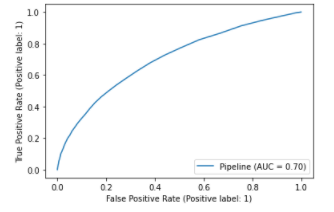 1.0
0.8
0.6
0.4
0.2
0.0
True Positive Rate (Positive label: 1)
Pipeline (AUC = 0.70)
0.0 0.2 0.4 0.6 0.8 1.0
False Positive Rate (Positive label: 1)